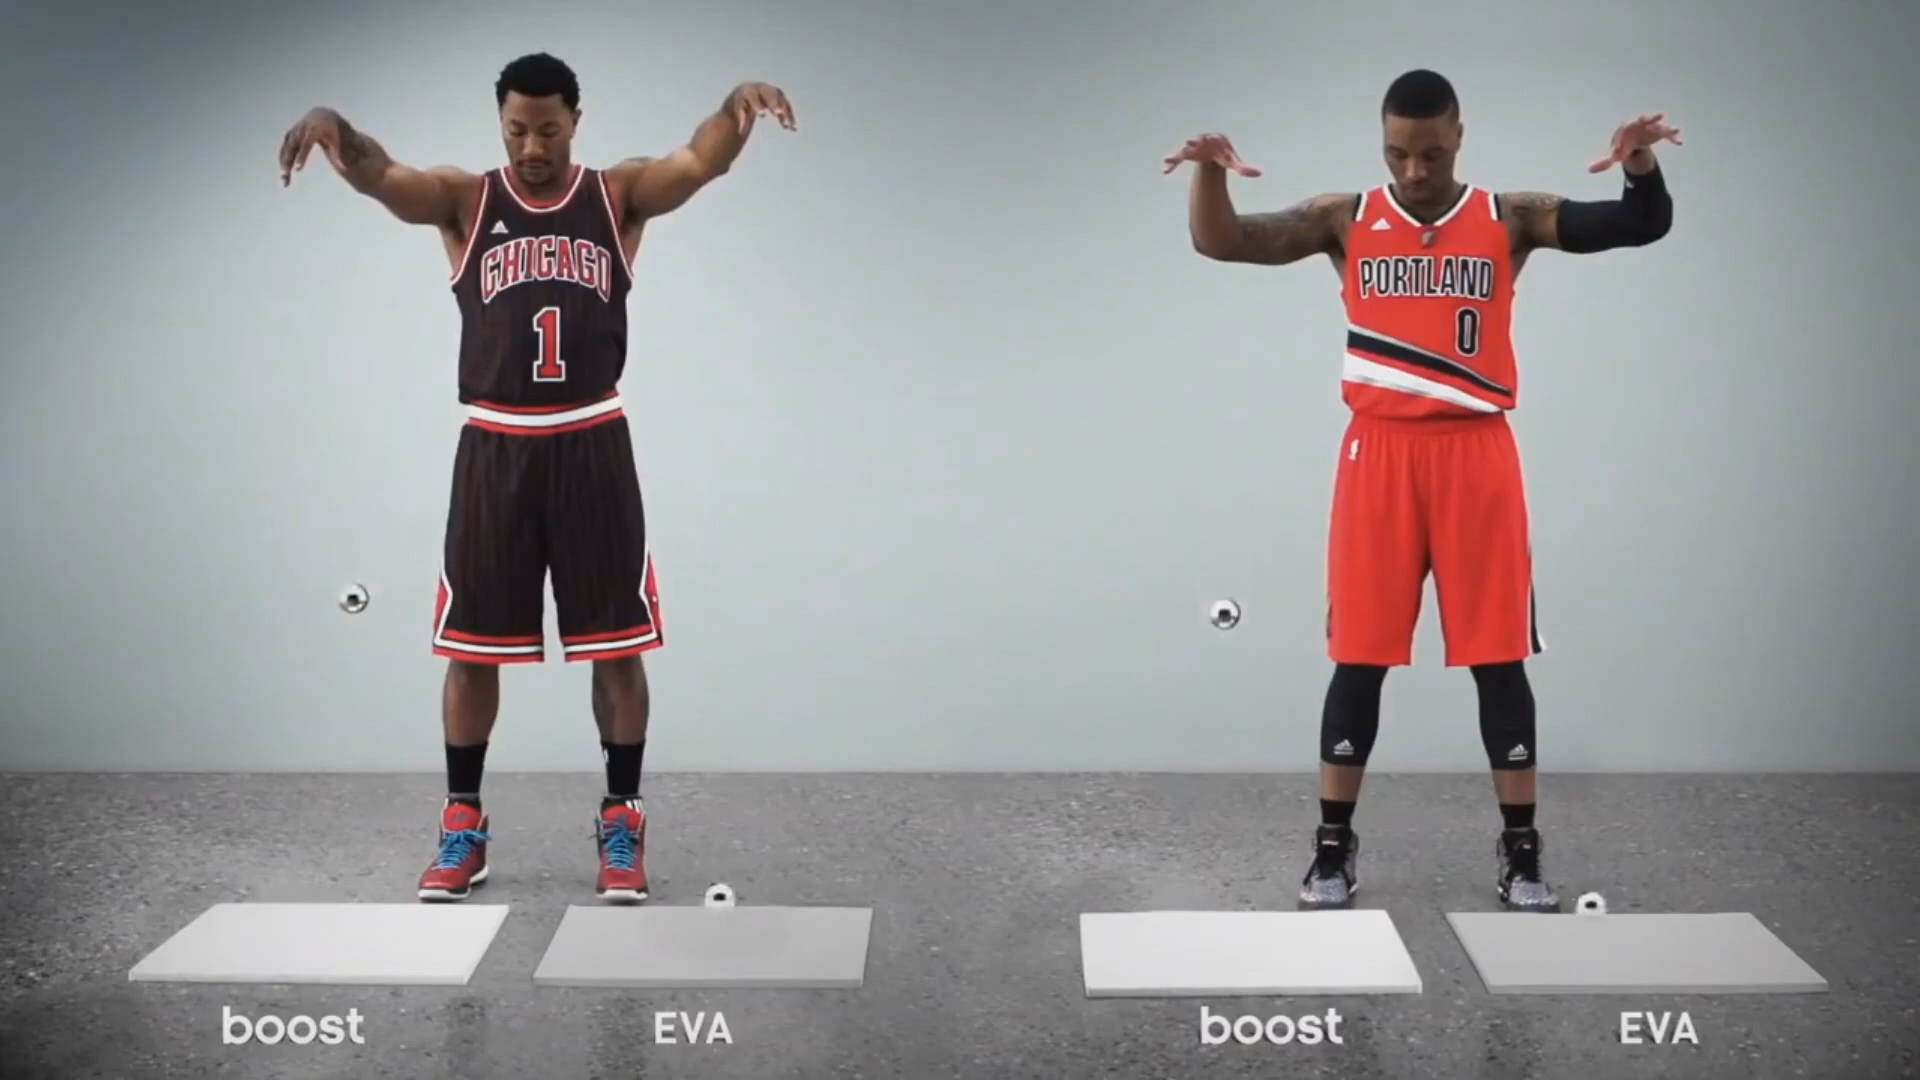 CHICAGO
1
PORTLAND
0
boost
EVA
boost
EVA